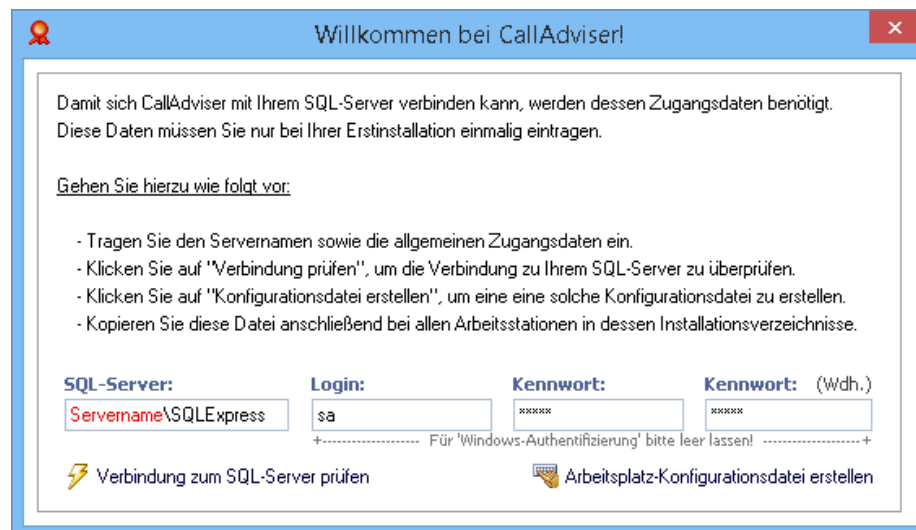 Willkommen bei CallAdviser!
Damit sich CallAdviser mit Ihrem SQL-Server verbinden kann, werden dessen Zugangsdaten benötigt.
Diese Daten müssen Sie nur bei Ihrer Erstinstallation einmalig eintragen.
Gehen Sie hierzu wie folgt vor:
- Tragen Sie den Servernamen sowie die allgemeinen Zugangsdaten ein.
- Klicken Sie auf "Verbindung prüfen", um die Verbindung zu Ihrem SQL-Server zu überprüfen.
- Klicken Sie auf "Konfigurationsdatei erstellen", um eine eine solche Konfigurationsdatei zu erstellen.
- Kopieren Sie diese Datei anschließend bei allen Arbeitsstationen in dessen Installationsverzeichnisse.
SQL-Server: Login: Kennwort: Kennwort: (Wdh.)
Servername\SQLExpress sa ***** *****
+-------------------- Für 'Windows-Authentifizierung' bitte leer lassen! --------------------+
Verbindung zum SQL-Server prüfen Arbeitsplatz-Konfigurationsdatei erstellen